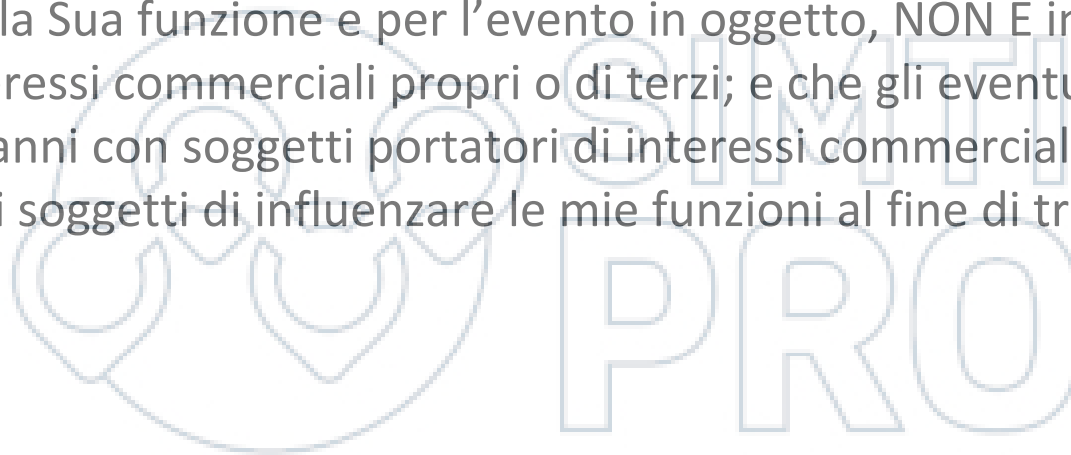 la Sua funzione e per l’evento in oggetto, NON E in
ressi commerciali propri o di terzi; e che gli eventu
anni con soggetti portatori di interessi commercial
i soggetti di influenzare le mie funzioni al fine di tr
SIMTI
PRO